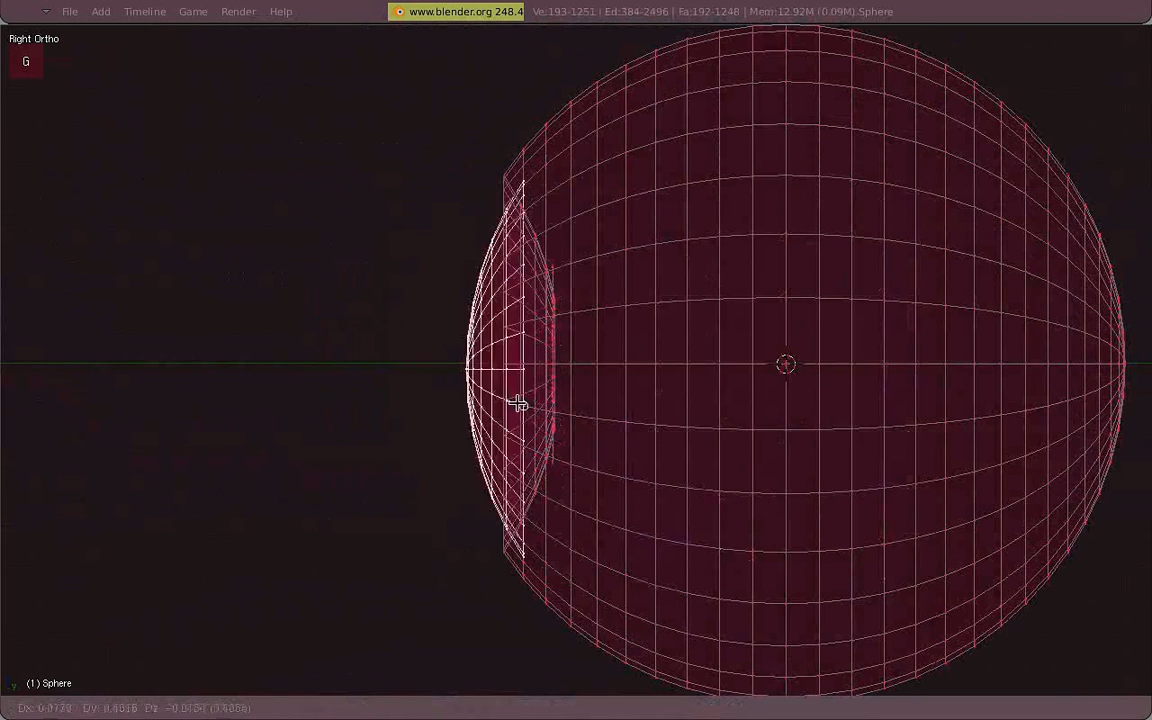 File Add Timeline Game Render Help www.blender.org 248.4 Ve:193-1251 | Ed:384-2496 | Fa:192-1248 | Mem:12.92M (0.09M).Sphere
Right Ortho
G
(1) Sphere